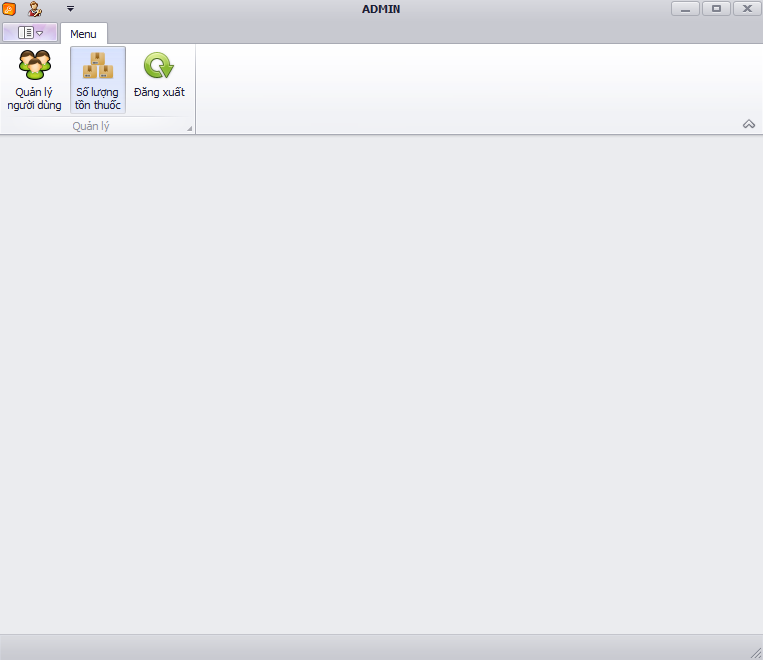 ADMIN
Menu
Quản lý
người dùng
Số lượng
tồn thuốc
Đăng xuất
Quản lý